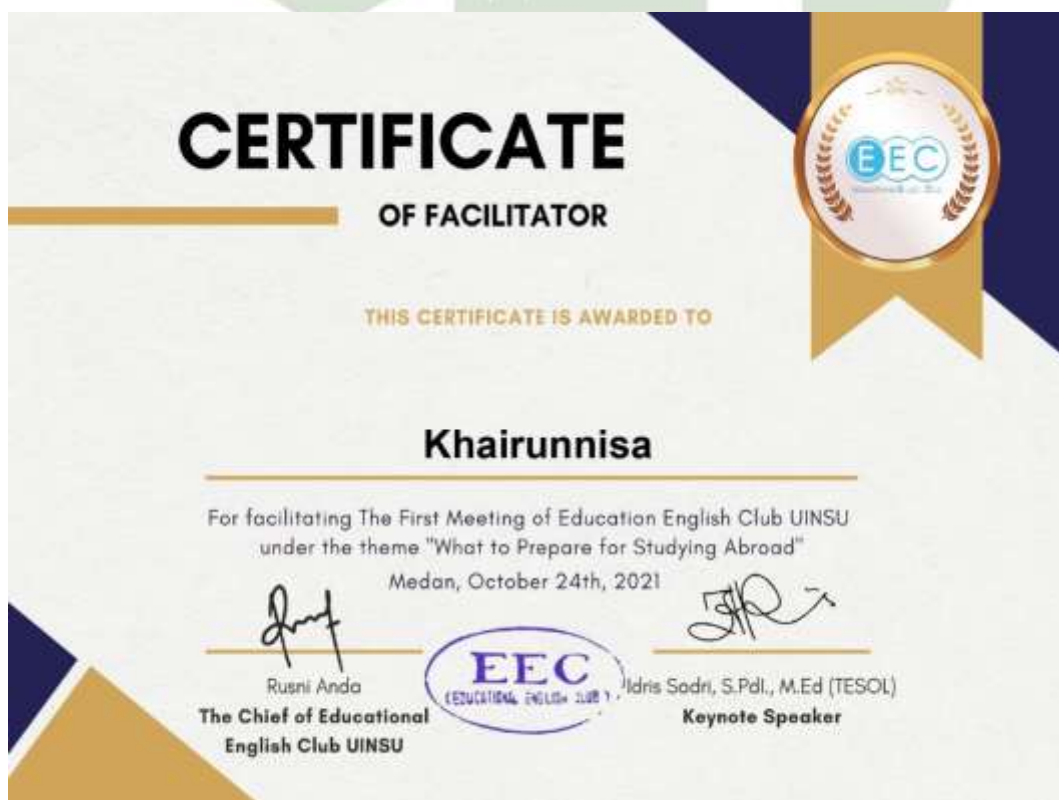 CERTIFICATE
OF FACILITATOR
EEC
THIS CERTIFICATE IS AWARDED TO
Khairunnisa
For facilitating The First Meeting of Education English Club UINSU
under the theme "What to Prepare for Studying Abroad"
Medan, October 24th, 2021
EEC
(EDUCATIONAL ENGLISH CLUB)
Rusni Anda
The Chief of Educational
English Club UINSU
Idris Sadri, S.PdI., M.Ed (TESOL)
Keynote Speaker